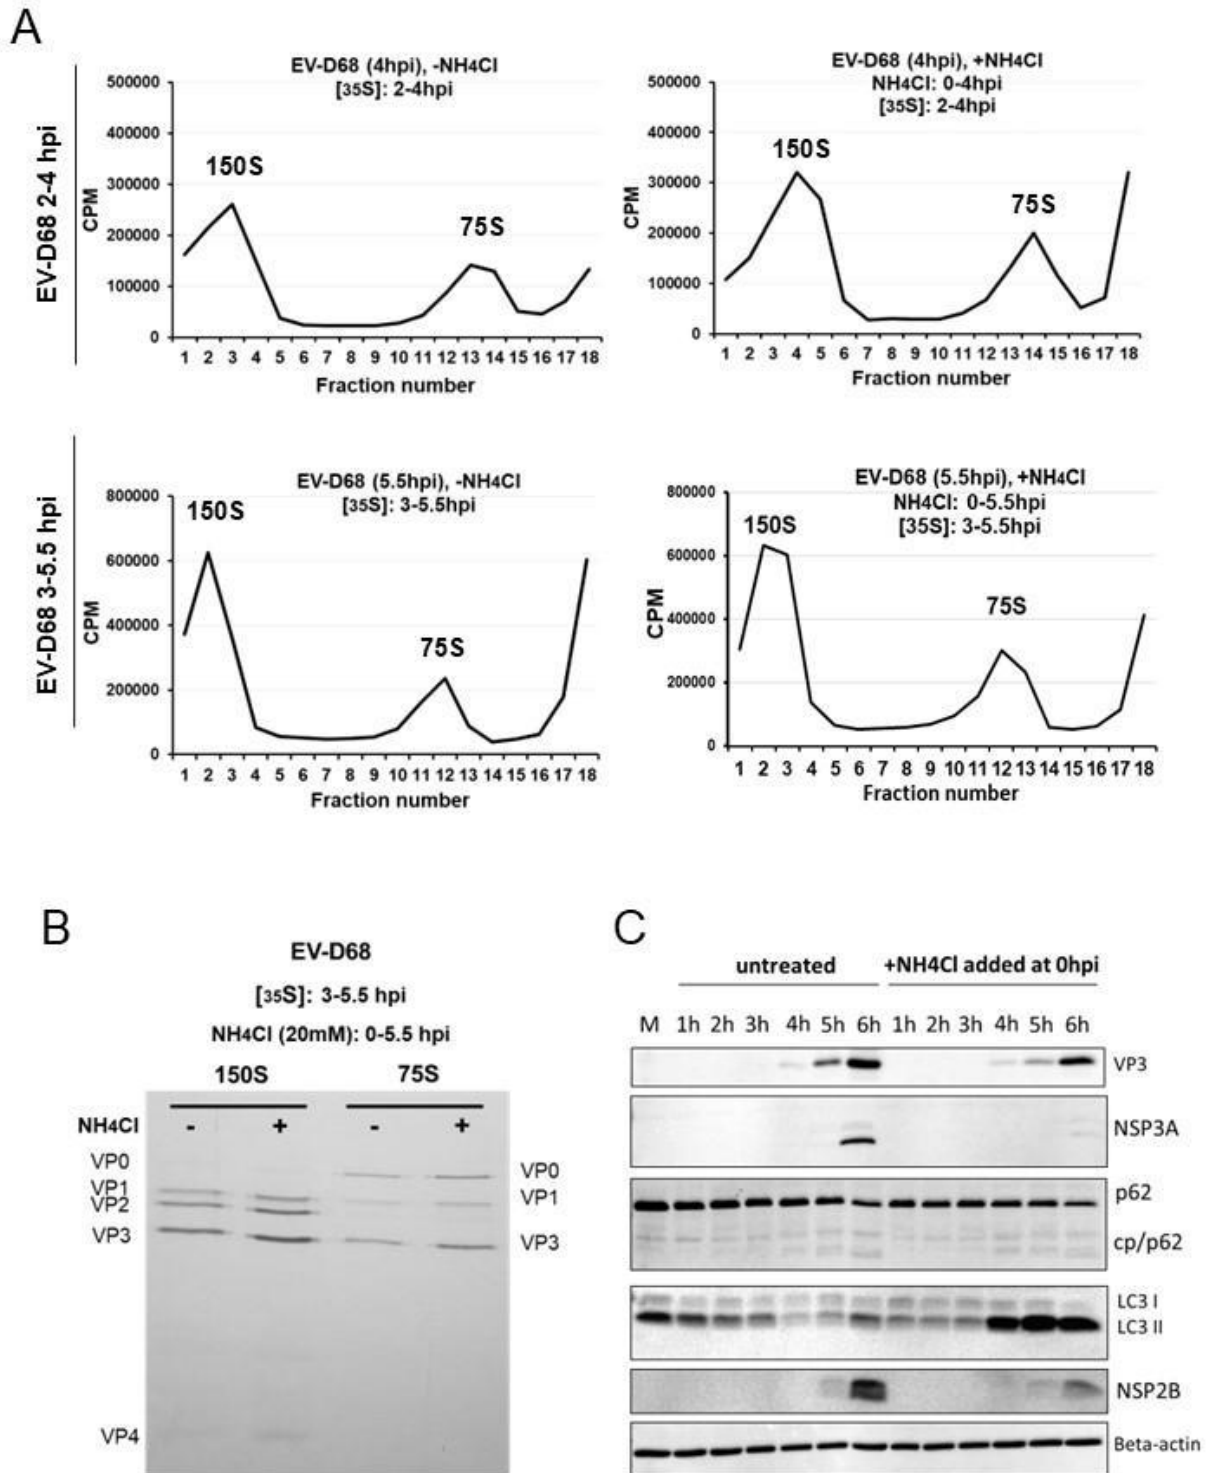 A
EV-D68 2-4 hpi
EV-D68 (4hpi), -NH4Cl
[35S]: 2-4hpi
500000
400000
300000
200000
100000
0
CPM
150S
75S
1 2 3 4 5 6 7 8 9 10 11 12 13 14 15 16 17 18
Fraction number
EV-D68 (4hpi), +NH4Cl
NH4Cl: 0-4hpi
[35S]: 2-4hpi
500000
400000
300000
200000
100000
0
CPM
150S
75S
1 2 3 4 5 6 7 8 9 10 11 12 13 14 15 16 17 18
Fraction number
EV-D68 3-5.5 hpi
EV-D68 (5.5hpi), -NH4Cl
[35S]: 3-5.5hpi
800000
600000
400000
200000
0
CPM
150S
75S
1 2 3 4 5 6 7 8 9 10 11 12 13 14 15 16 17 18
Fraction number
EV-D68 (5.5hpi), +NH4Cl
NH4Cl: 0-5.5hpi
[35S]: 3-5.5hpi
800000
600000
400000
200000
0
CPM
150S
75S
1 2 3 4 5 6 7 8 9 10 11 12 13 14 15 16 17 18
Fraction number
B
EV-D68
[35S]: 3-5.5 hpi
NH4Cl (20mM): 0-5.5 hpi
150S 75S
NH4Cl - + - +
VP0
VP1
VP2
VP3
VP4
VP0
VP1
VP3
C
untreated +NH4Cl added at 0hpi
M 1h 2h 3h 4h 5h 6h 1h 2h 3h 4h 5h 6h
VP3
NSP3A
p62
cp/p62
LC3 I
LC3 II
NSP2B
Beta-actin